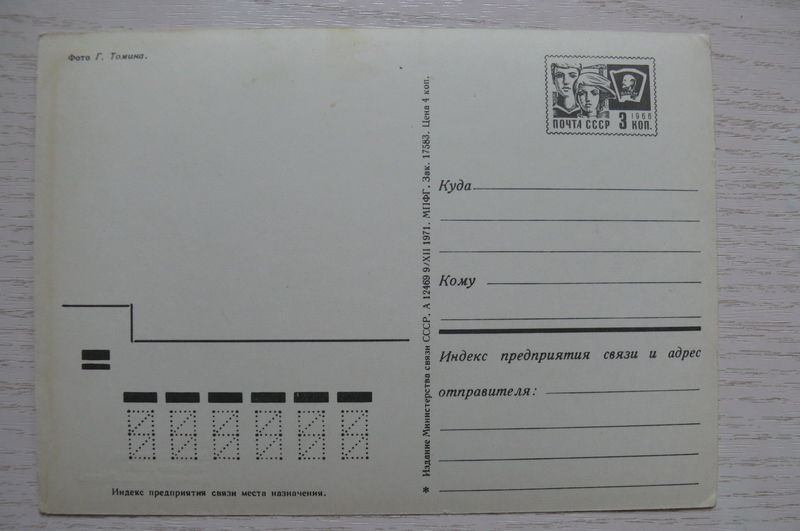 Фото Г. Томина.
1966
ПОЧТА СССР 3 КОП.
* Издание Министерства связи СССР. А 12469 9/XII 1971. МПФГ. Зак. 17583. Цена 4 коп.
Куда
Кому
Индекс предприятия связи и адрес
отправителя:
Индекс предприятия связи места назначения.